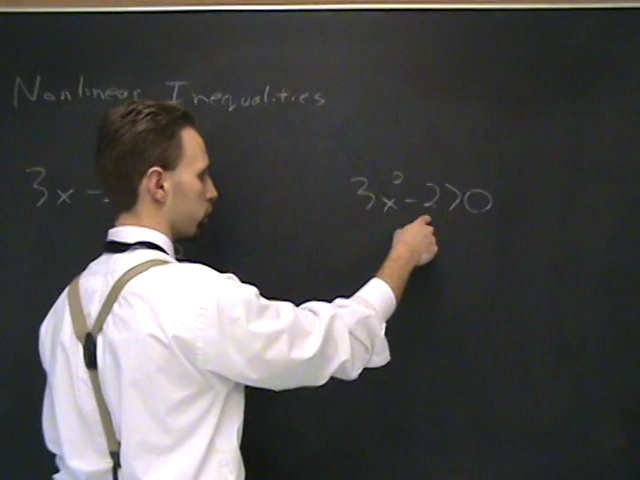 Nonlinear Inequalities
3x - 3x² - 2 > 0